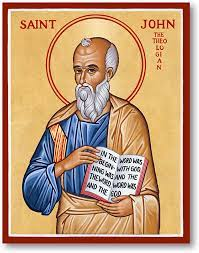 SAINT JOHN
THE
THEOLO
GIAN
IN THE
BEGIN-
NING WAS
THE WORD,
AND THE
WORD WAS
WITH GOD
AND THE
WORD WAS
GOD